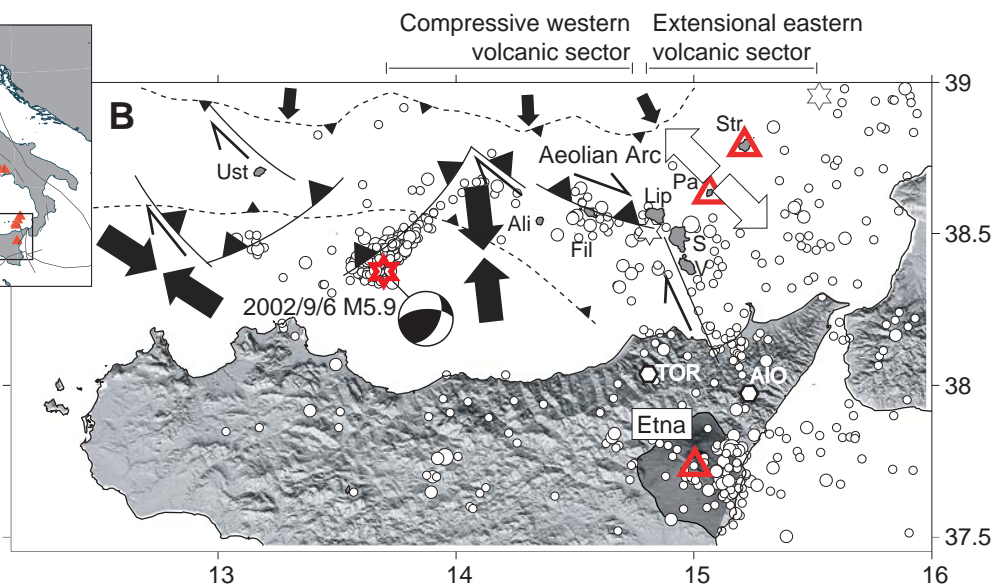 Compressive western
volcanic sector
Extensional eastern
volcanic sector
B
39
Str
Aeolian Arc
Ust
Pa
Lip
Ali
38.5
Fil
S
V
2002/9/6 M5.9
TOR
AIO
38
Etna
37.5
13
14
15
16